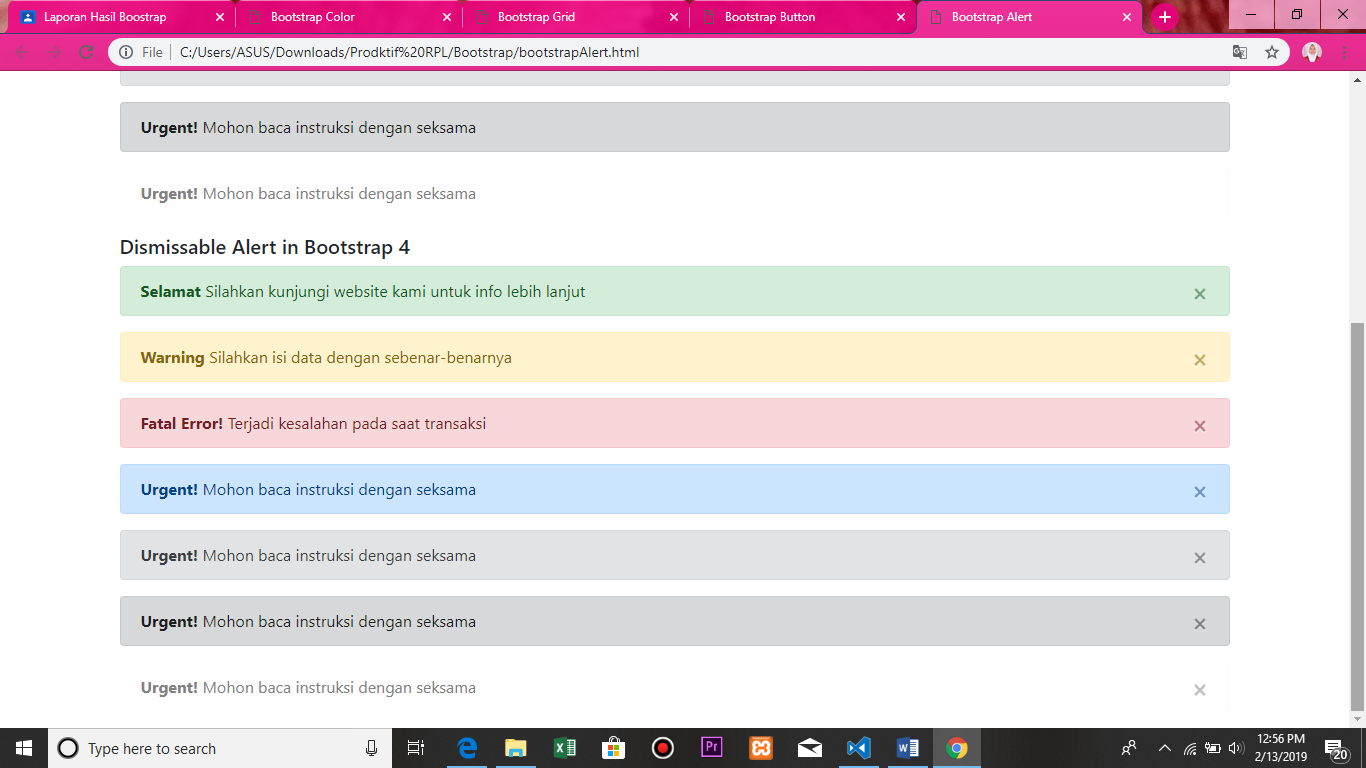 Laporan Hasil Boostrap
Bootstrap Color
Bootstrap Grid
Bootstrap Button
Bootstrap Alert
File
C:/Users/ASUS/Downloads/Prodktif%20RPL/Bootstrap/bootstrapAlert.html
Urgent! Mohon baca instruksi dengan seksama
Urgent! Mohon baca instruksi dengan seksama
Dismissable Alert in Bootstrap 4
Selamat Silahkan kunjungi website kami untuk info lebih lanjut
Warning Silahkan isi data dengan sebenar-benarnya
Fatal Error! Terjadi kesalahan pada saat transaksi
Urgent! Mohon baca instruksi dengan seksama
Urgent! Mohon baca instruksi dengan seksama
Urgent! Mohon baca instruksi dengan seksama
Urgent! Mohon baca instruksi dengan seksama
Type here to search
Pr
12:56 PM
2/13/2019
20